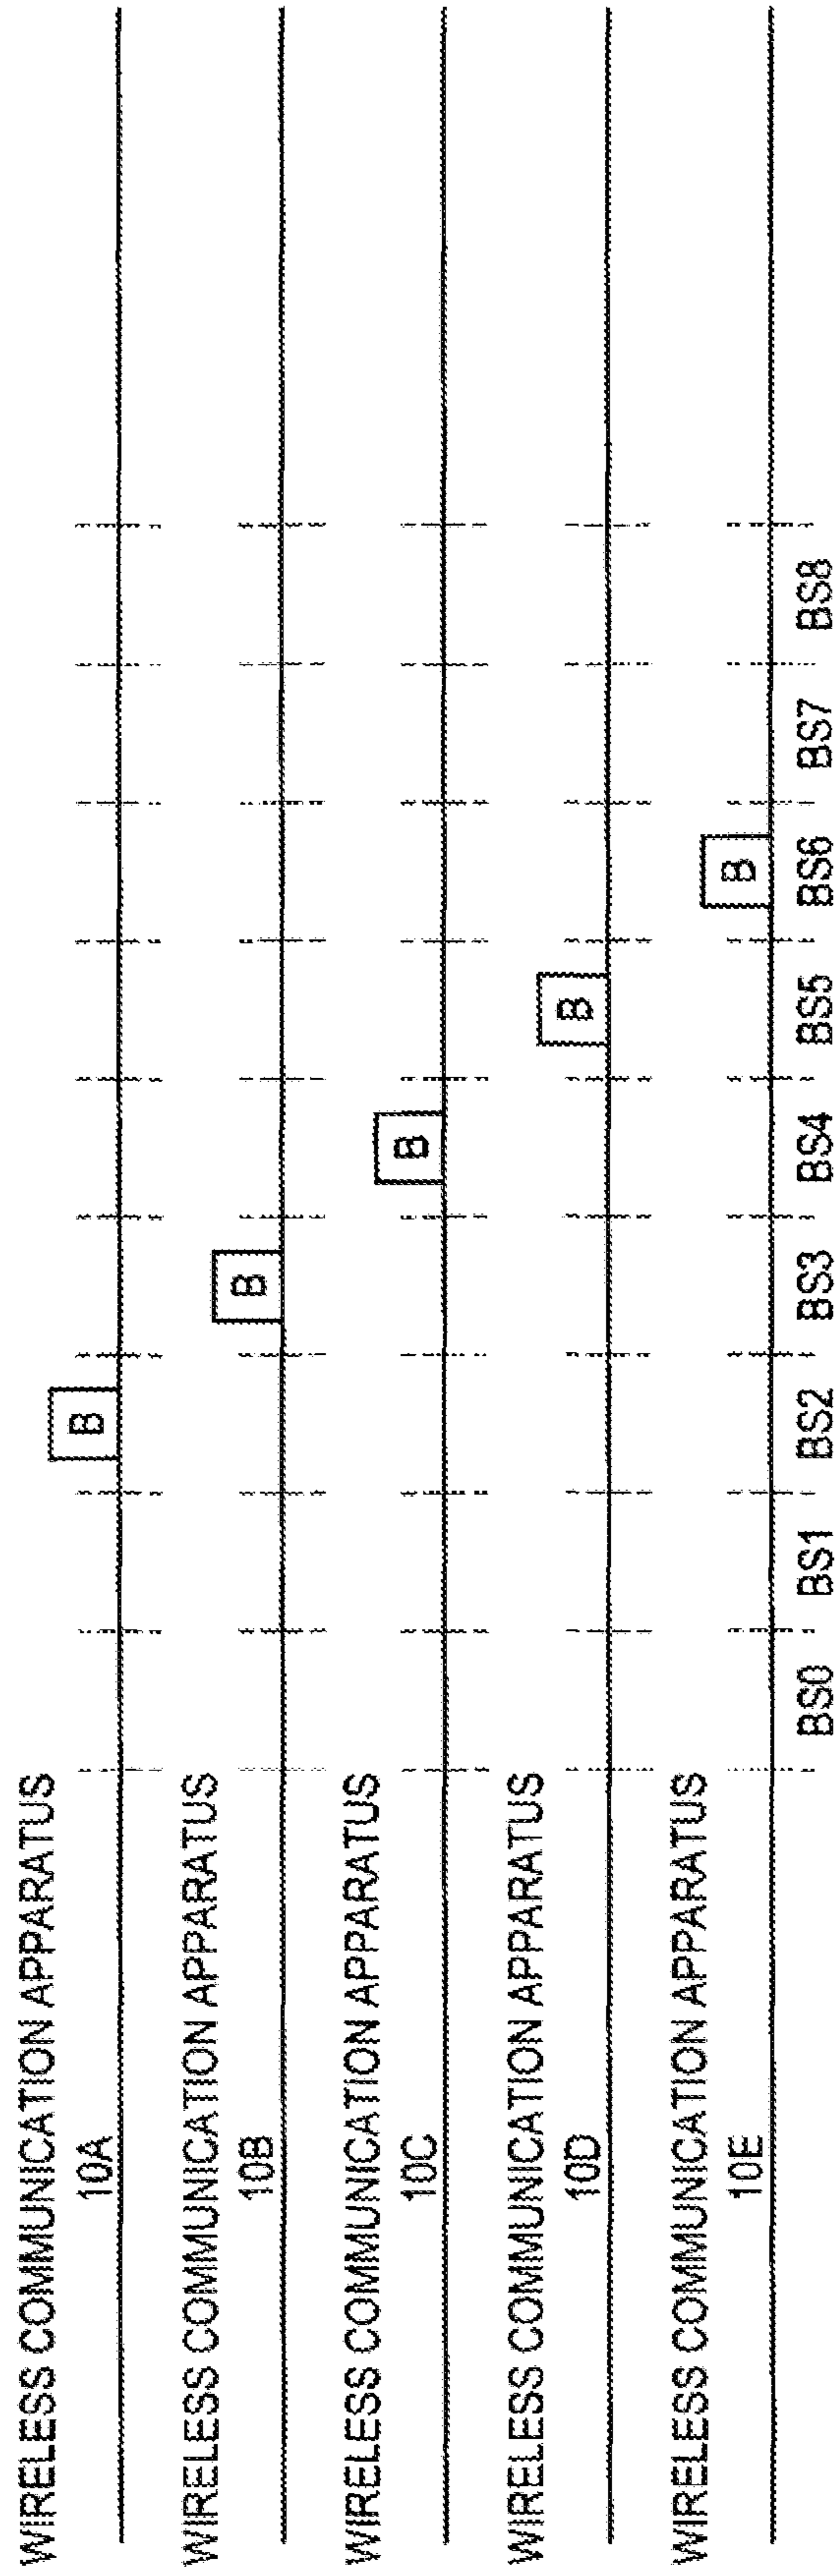 WIRELESS COMMUNICATION APPARATUS
10A
B
WIRELESS COMMUNICATION APPARATUS
10B
B
WIRELESS COMMUNICATION APPARATUS
10C
B
WIRELESS COMMUNICATION APPARATUS
10D
B
WIRELESS COMMUNICATION APPARATUS
10E
B
BS0 BS1 BS2 BS3 BS4 BS5 BS6 BS7 BS8